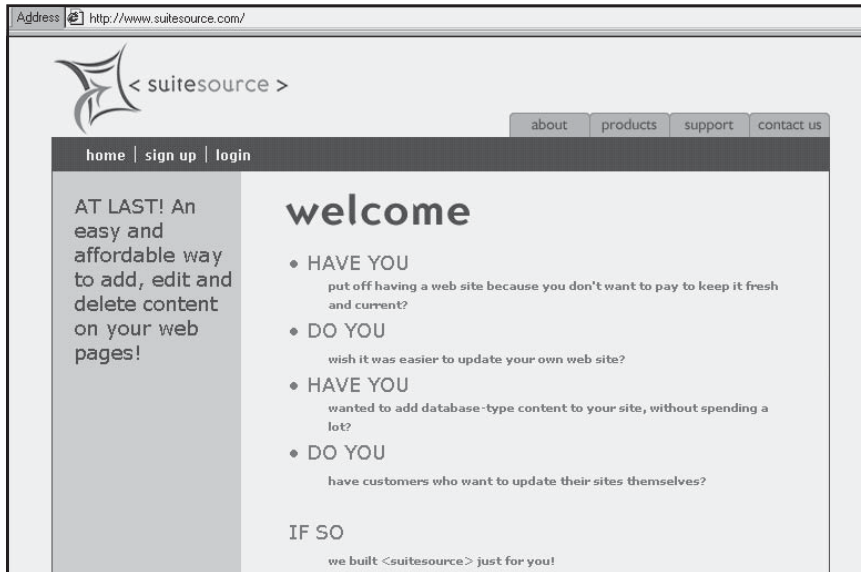 Address http://www.suitesource.com/
< suitesource >
about products support contact us
home | sign up | login
AT LAST! An
easy and
affordable way
to add, edit and
delete content
on your web
pages!
welcome
• HAVE YOU
put off having a web site because you don't want to pay to keep it fresh
and current?
• DO YOU
wish it was easier to update your own web site?
• HAVE YOU
wanted to add database-type content to your site, without spending a
lot?
• DO YOU
have customers who want to update their sites themselves?
IF SO
we built <suitesource> just for you!